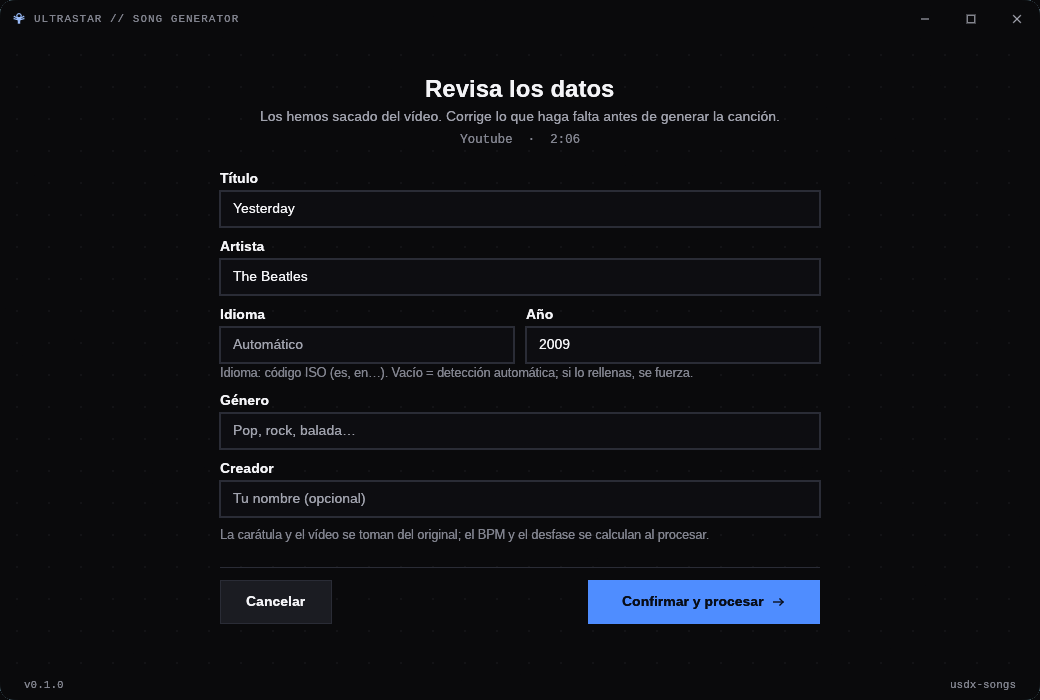 ULTRASTAR // SONG GENERATOR
Revisa los datos
Los hemos sacado del vídeo. Corrige lo que haga falta antes de generar la canción.
Youtube · 2:06
Título
Yesterday
Artista
The Beatles
Idioma Año
Automático 2009
Idioma: código ISO (es, en…). Vacío = detección automática; si lo rellenas, se fuerza.
Género
Pop, rock, balada…
Creador
Tu nombre (opcional)
La carátula y el vídeo se toman del original; el BPM y el desfase se calculan al procesar.
Cancelar Confirmar y procesar →
v0.1.0 usdx-songs